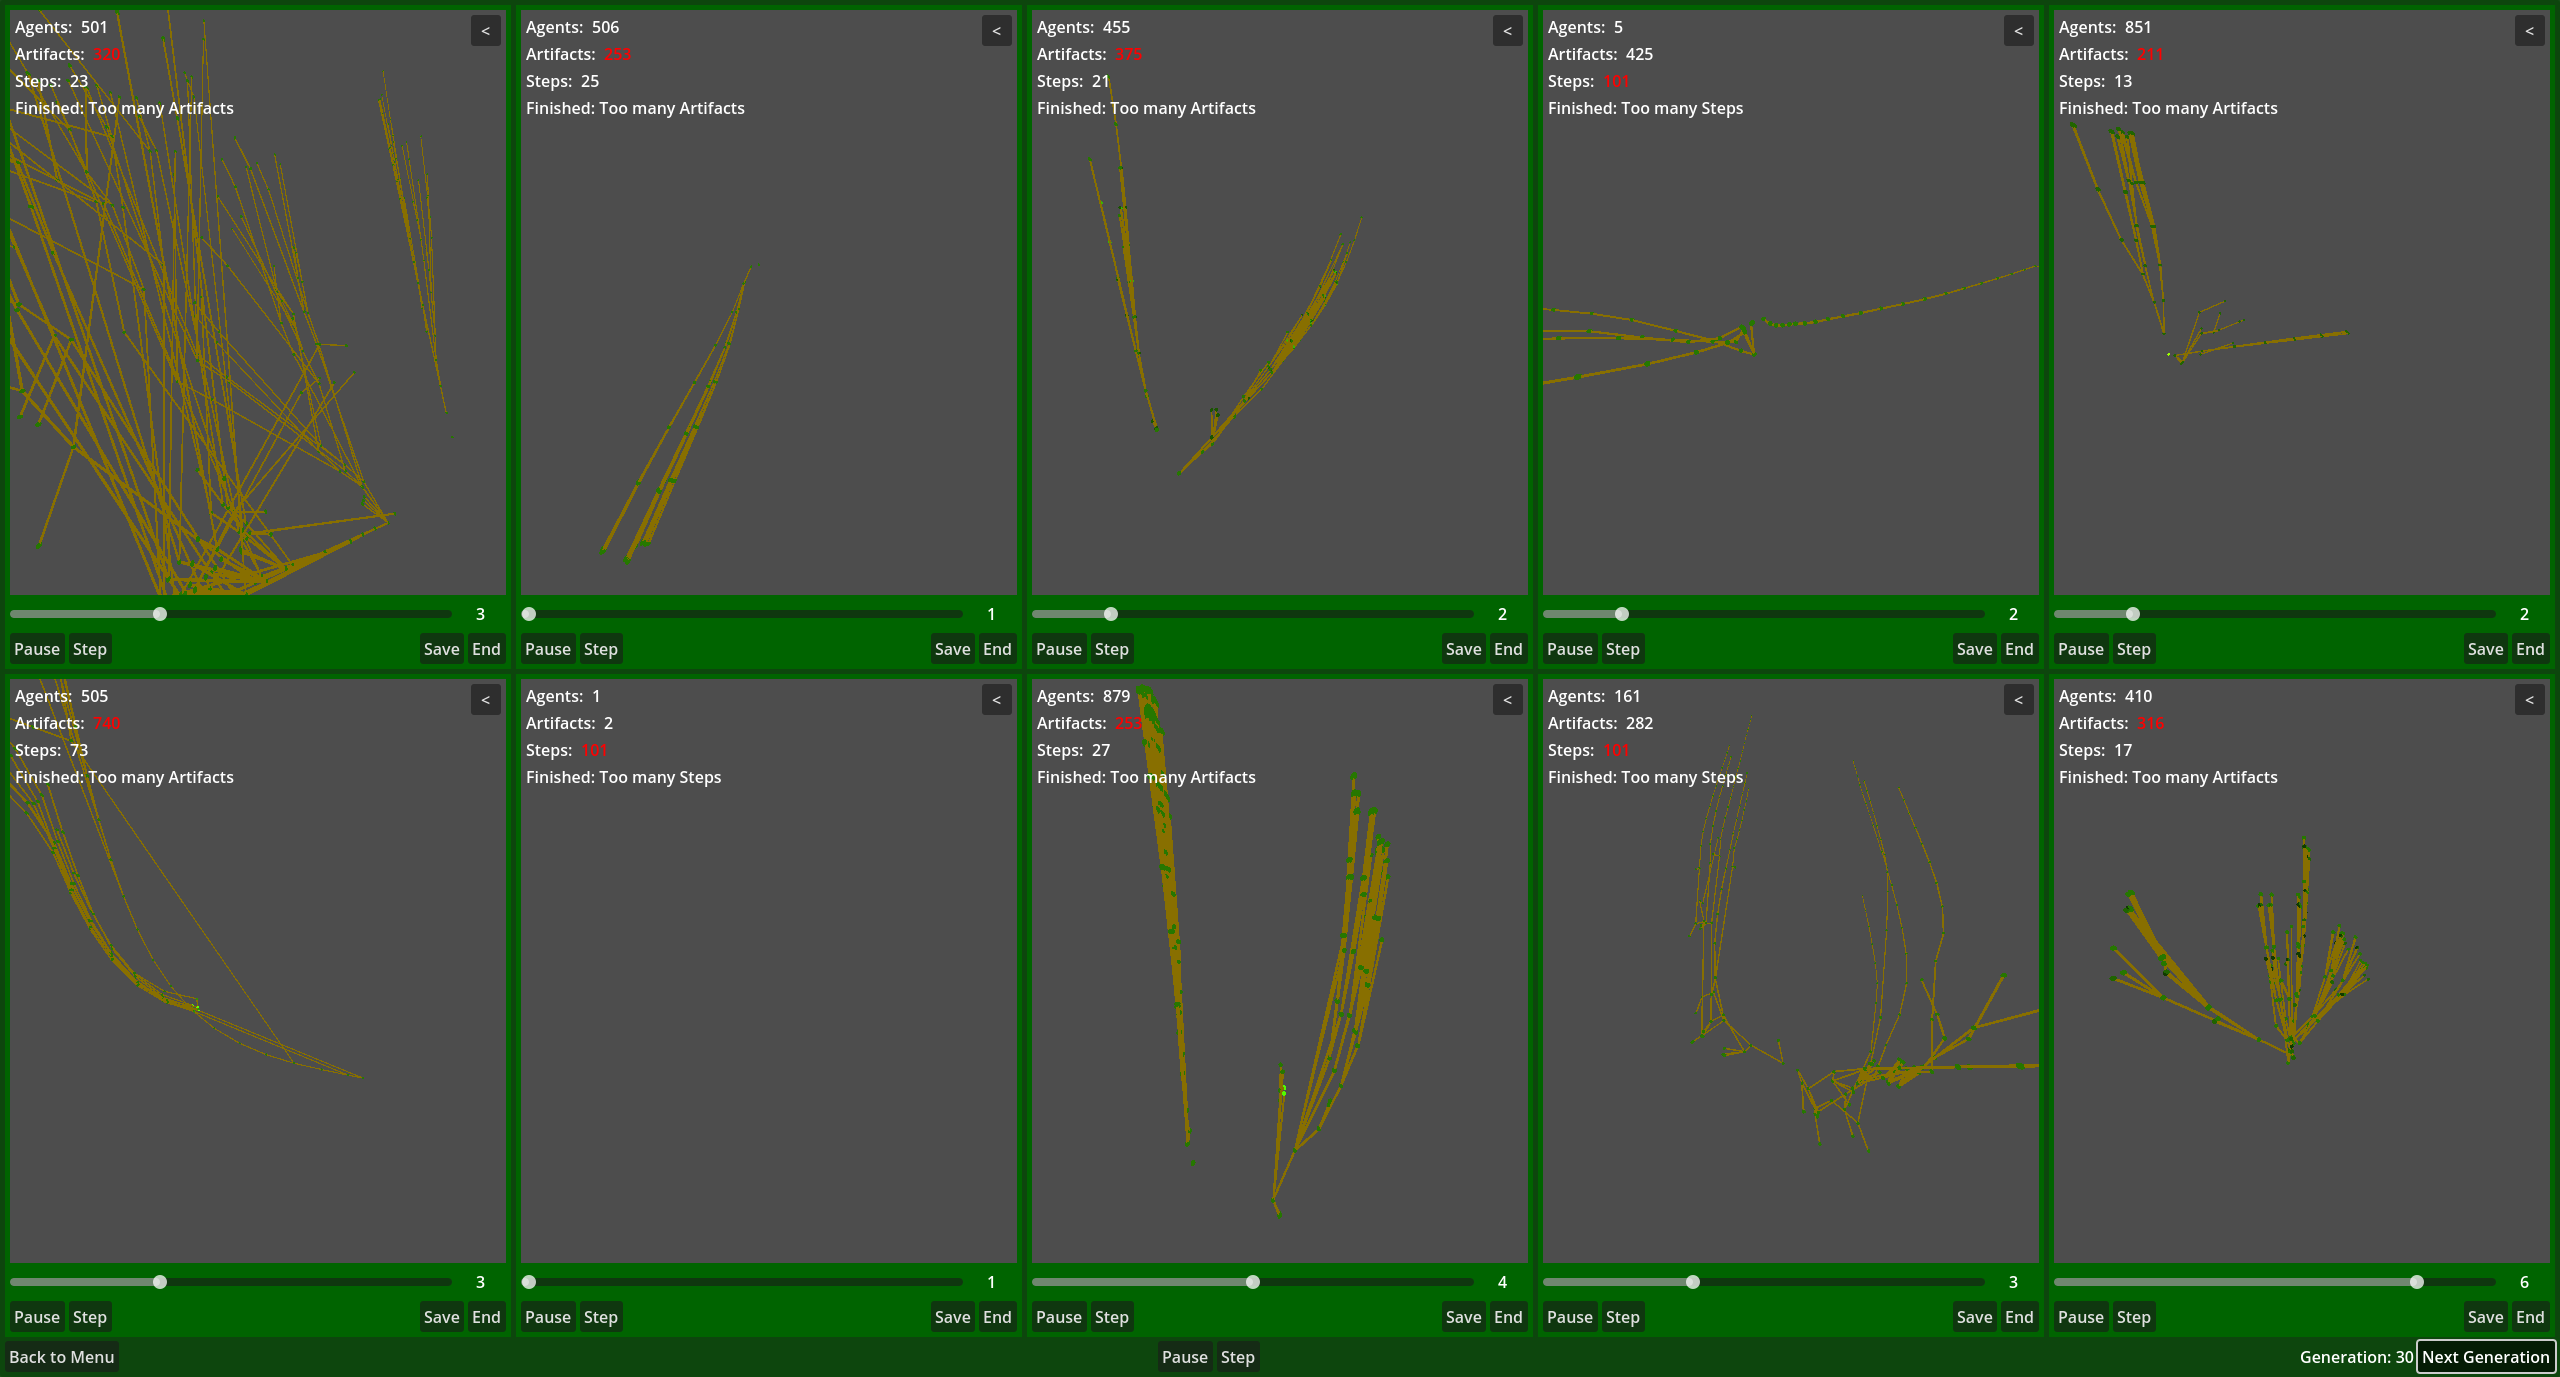 Agents: 501
<
Artifacts: 320
Steps: 23
Finished: Too many Artifacts
3
Pause Step Save End
Agents: 506
<
Artifacts: 253
Steps: 25
Finished: Too many Artifacts
1
Pause Step Save End
Agents: 455
<
Artifacts: 375
Steps: 21
Finished: Too many Artifacts
2
Pause Step Save End
Agents: 5
<
Artifacts: 425
Steps: 101
Finished: Too many Steps
2
Pause Step Save End
Agents: 851
<
Artifacts: 211
Steps: 13
Finished: Too many Artifacts
2
Pause Step Save End
Agents: 505
<
Artifacts: 740
Steps: 73
Finished: Too many Artifacts
3
Pause Step Save End
Agents: 1
<
Artifacts: 2
Steps: 101
Finished: Too many Steps
1
Pause Step Save End
Agents: 879
<
Artifacts: 253
Steps: 27
Finished: Too many Artifacts
4
Pause Step Save End
Agents: 161
<
Artifacts: 282
Steps: 101
Finished: Too many Steps
3
Pause Step Save End
Agents: 410
<
Artifacts: 316
Steps: 17
Finished: Too many Artifacts
6
Pause Step Save End
Back to Menu Pause Step Generation: 30 Next Generation